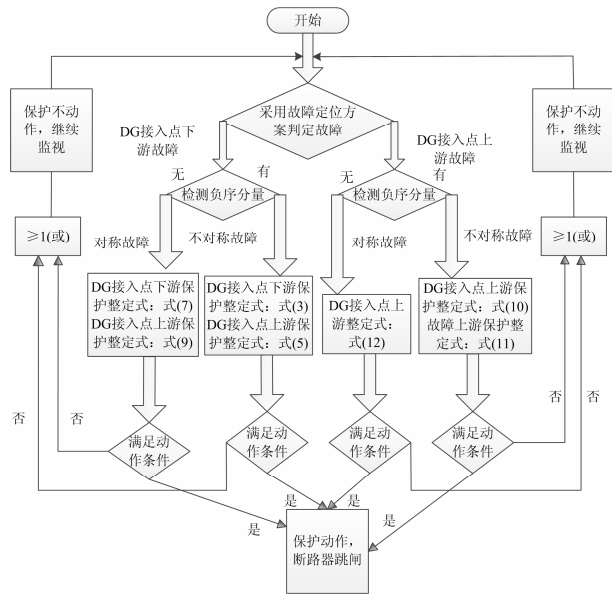 开始
采用故障定位方
案判定故障
保护不动
作，继续
监视
保护不动
作，继续
监视
DG接入点下
游故障
DG接入点上
游故障
无
有
无
有
检测负序分量
检测负序分量
≥1(或)
≥1(或)
对称故障
不对称故障
对称故障
不对称故障
DG接入点下游保
护整定式：式(7)
DG接入点上游保
护整定式：式(9)
DG接入点下游保
护整定式：式(3)
DG接入点上游保
护整定式：式(5)
DG接入点上
游整定式：
式(12)
DG接入点上游保
护整定式：式(10)
故障上游保护整
定式：式(11)
否
否
否
否
满足动
作条件
满足动
作条件
满足动
作条件
满足动
作条件
是
是
是
是
保护动作，
断路器跳闸